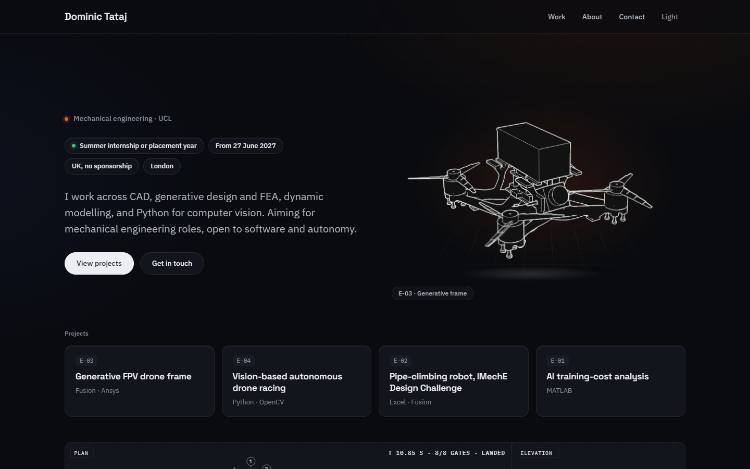 Dominic Tataj
Work About Contact Light
Mechanical engineering · UCL
Summer internship or placement year From 27 June 2027
UK, no sponsorship London
I work across CAD, generative design and FEA, dynamic
modelling, and Python for computer vision. Aiming for
mechanical engineering roles, open to software and autonomy.
View projects Get in touch
E-03 · Generative frame
Projects
E-03
Generative FPV drone frame
Fusion · Ansys
E-04
Vision-based autonomous
drone racing
Python · OpenCV
E-02
Pipe-climbing robot, IMechE
Design Challenge
Excel · Fusion
E-01
AI training-cost analysis
MATLAB
PLAN
T 10.85 S · 8/8 GATES · LANDED
ELEVATION